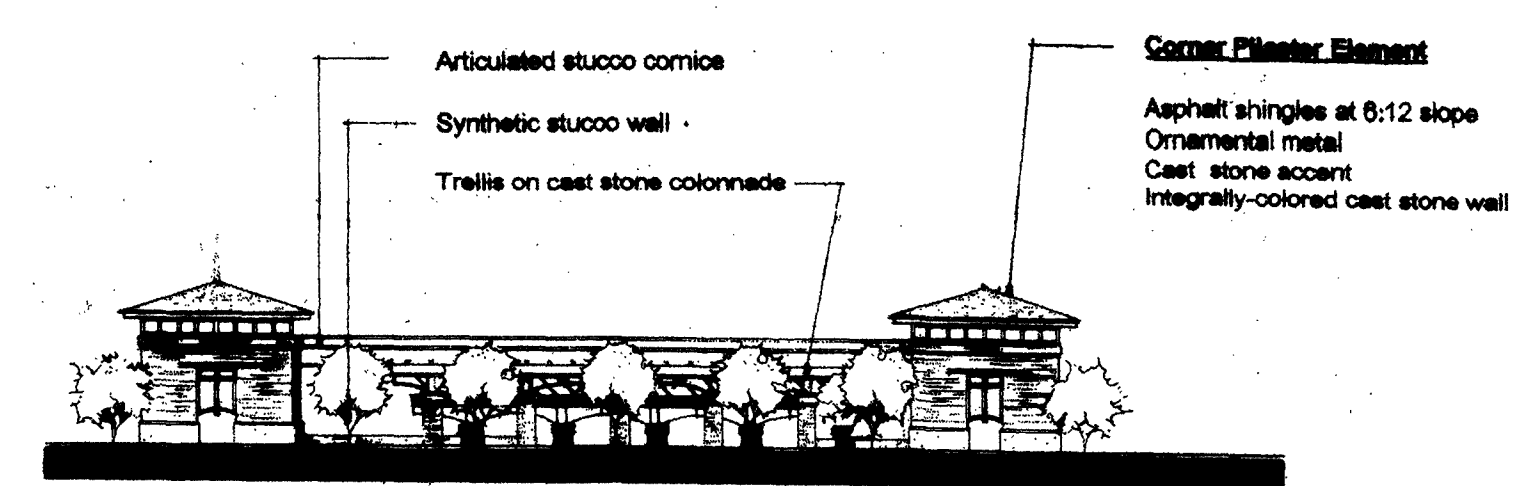 Articulated stucco cornice
Synthetic stucco wall
Trellis on cast stone colonnade
Corner Pilaster Element
Asphalt shingles at 6:12 slope
Ornamental metal
Cast stone accent
Integrally-colored cast stone wall